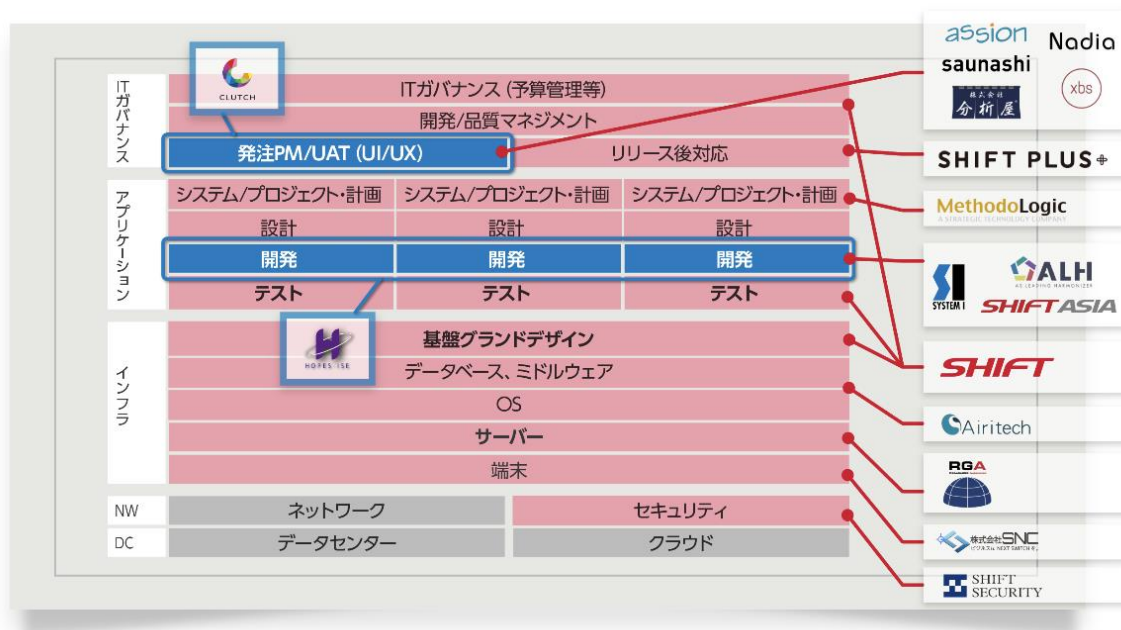 CLUTCH
ITガバナンス
ITガバナンス (予算管理等)
開発/品質マネジメント
発注PM/UAT (UI/UX)
リリース後対応
アプリケーション
システム/プロジェクト・計画
システム/プロジェクト・計画
システム/プロジェクト・計画
設計
設計
設計
開発
開発
開発
テスト
テスト
テスト
HOPES ISE
インフラ
基盤グランドデザイン
データベース、ミドルウェア
OS
サーバー
端末
NW
ネットワーク
セキュリティ
DC
データセンター
クラウド
assion
Nadia
saunashi
xbs
株式会社
分析屋
SHIFT PLUS
MethodoLogic
A STRATEGIC TECHNOLOGY COMPANY
SYSTEM I
ALH
AS LEADING HARMONIZER
SHIFT ASIA
SHIFT
Airitech
RGA
株式会社SNC
SHIFT
SECURITY